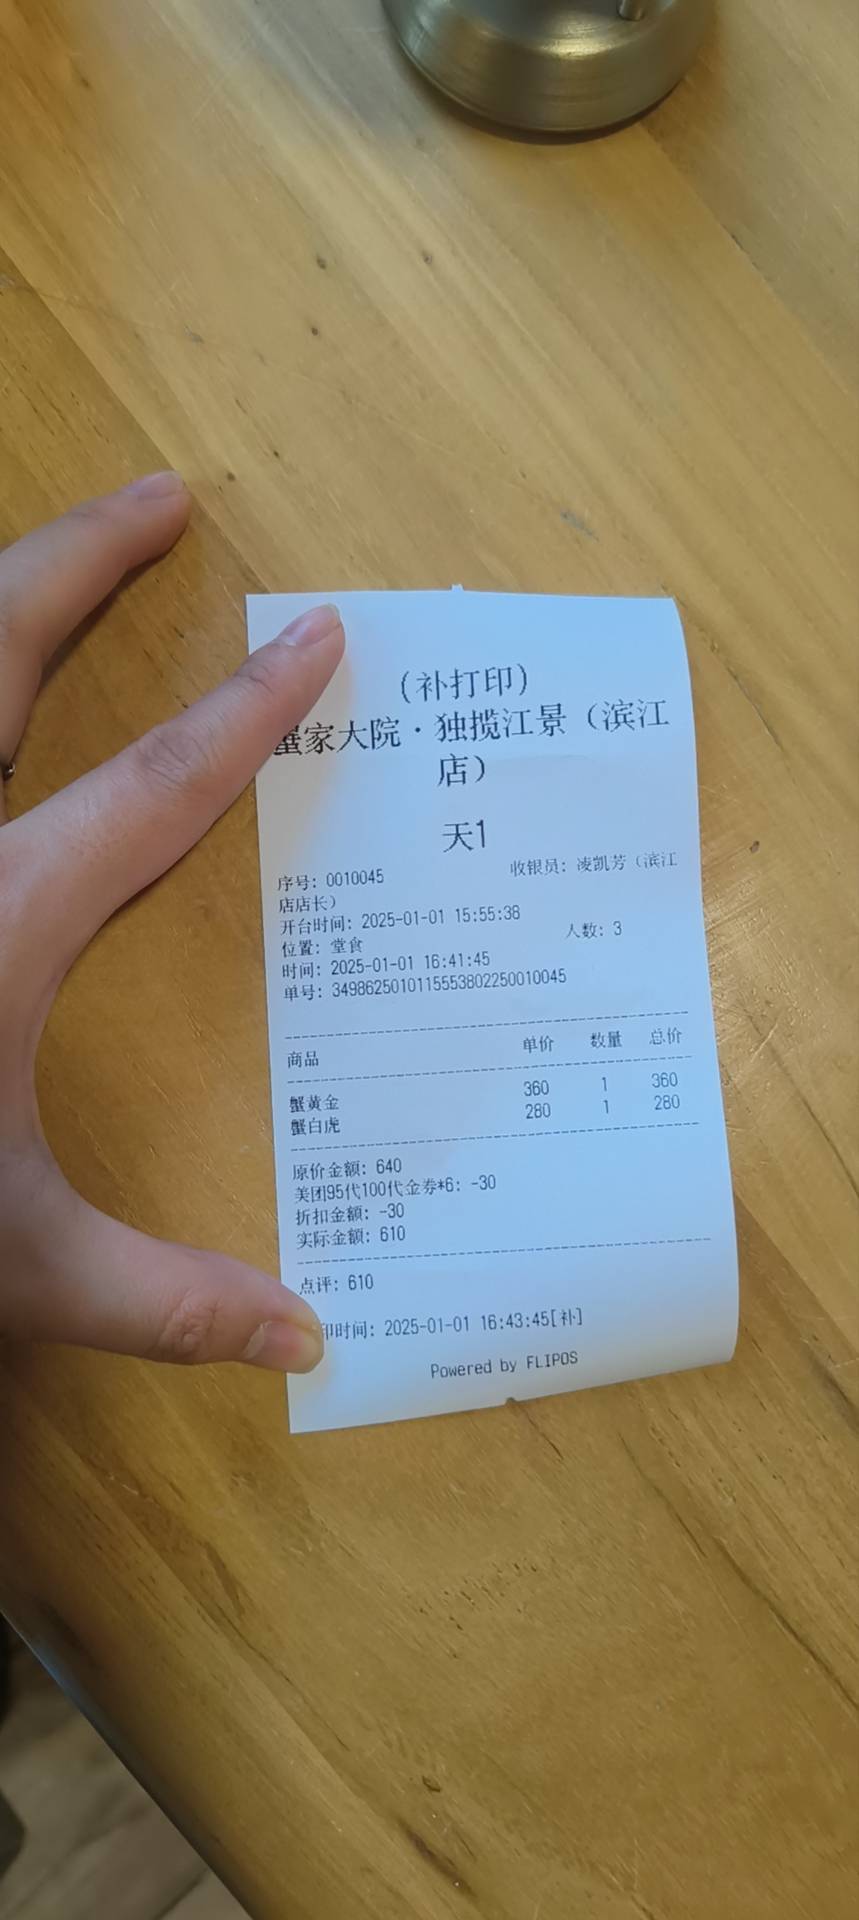 (补打印)
蟹家大院·独揽江景（滨江
店）
天1
序号: 0010045 收银员: 凌凯芳（滨江
店店长）
开台时间: 2025-01-01 15:55:38
位置: 堂食 人数: 3
时间: 2025-01-01 16:41:45
单号: 3498625010115553802250010045
商品 单价 数量 总价
蟹黄金 360 1 360
蟹白虎 280 1 280
原价金额: 640
美团95代100代金券*6: -30
折扣金额: -30
实际金额: 610
点评: 610
印时间: 2025-01-01 16:43:45[补]
Powered by FLIPOS